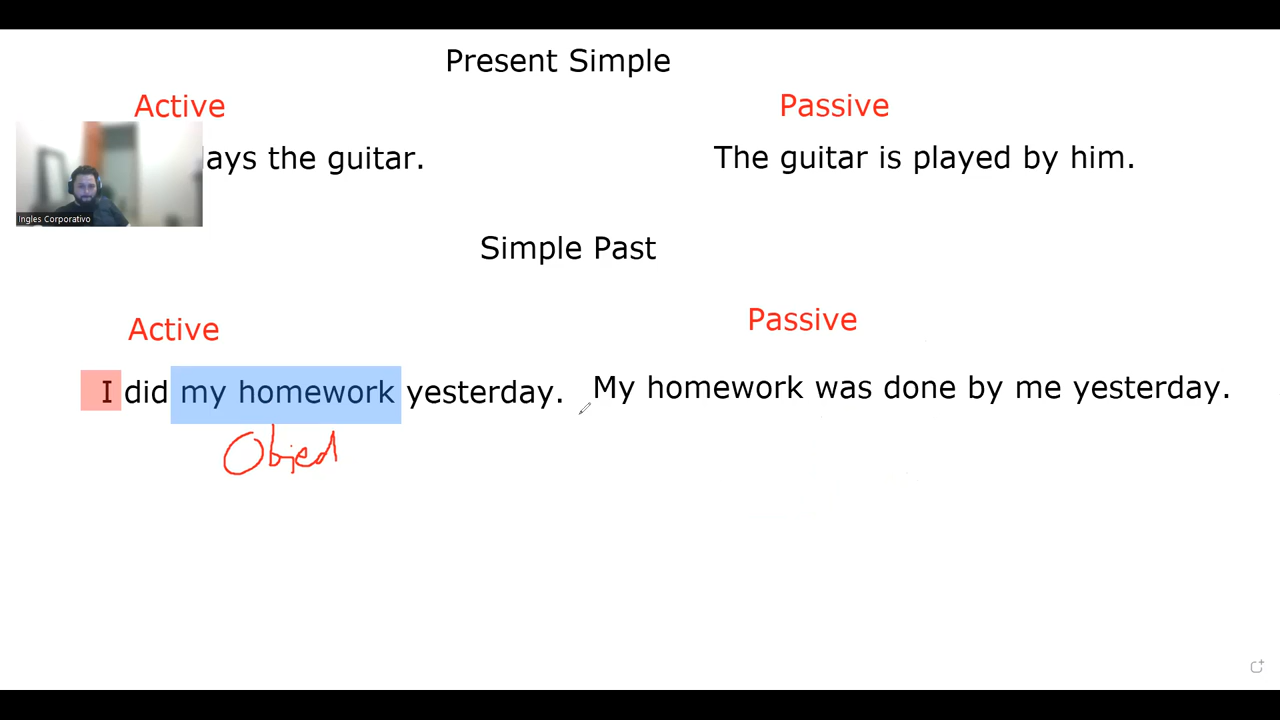 Present Simple
Active
Passive
lays the guitar.
The guitar is played by him.
Ingles Corporativo
Simple Past
Active
Passive
I did my homework yesterday.
My homework was done by me yesterday.
Object